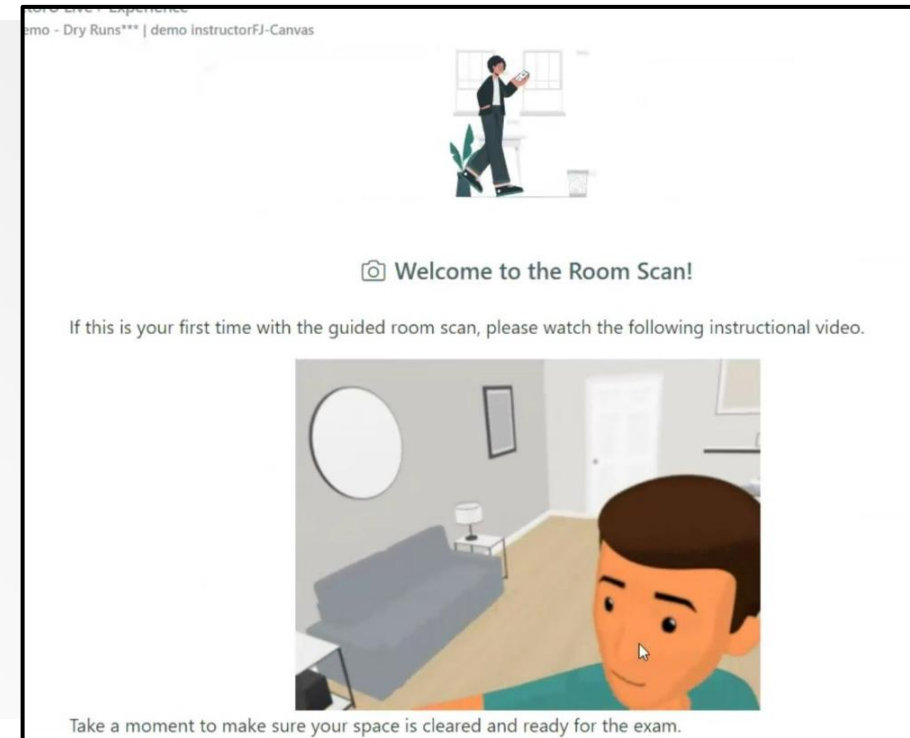 emo - Dry Runs*** | demo instructorFJ-Canvas
Welcome to the Room Scan!
If this is your first time with the guided room scan, please watch the following instructional video.
Take a moment to make sure your space is cleared and ready for the exam.